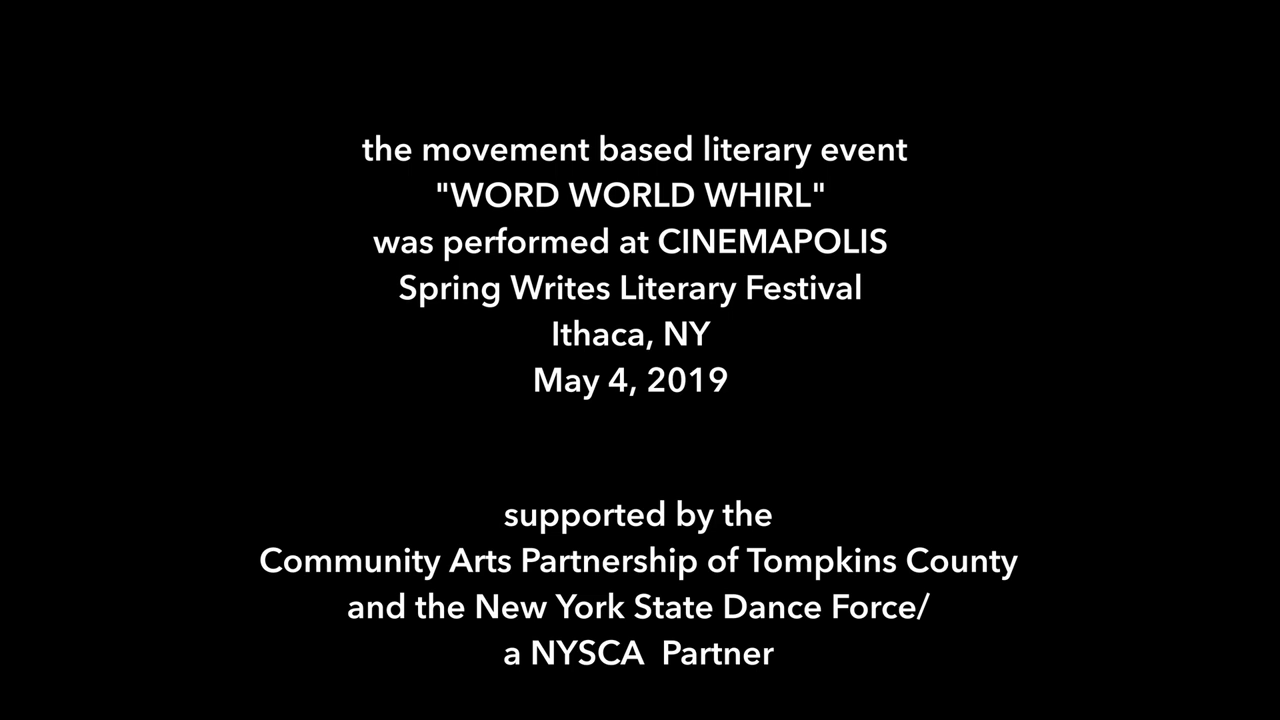 the movement based literary event
"WORD WORLD WHIRL"
was performed at CINEMAPOLIS
Spring Writes Literary Festival
Ithaca, NY
May 4, 2019
supported by the
Community Arts Partnership of Tompkins County
and the New York State Dance Force/
a NYSCA  Partner